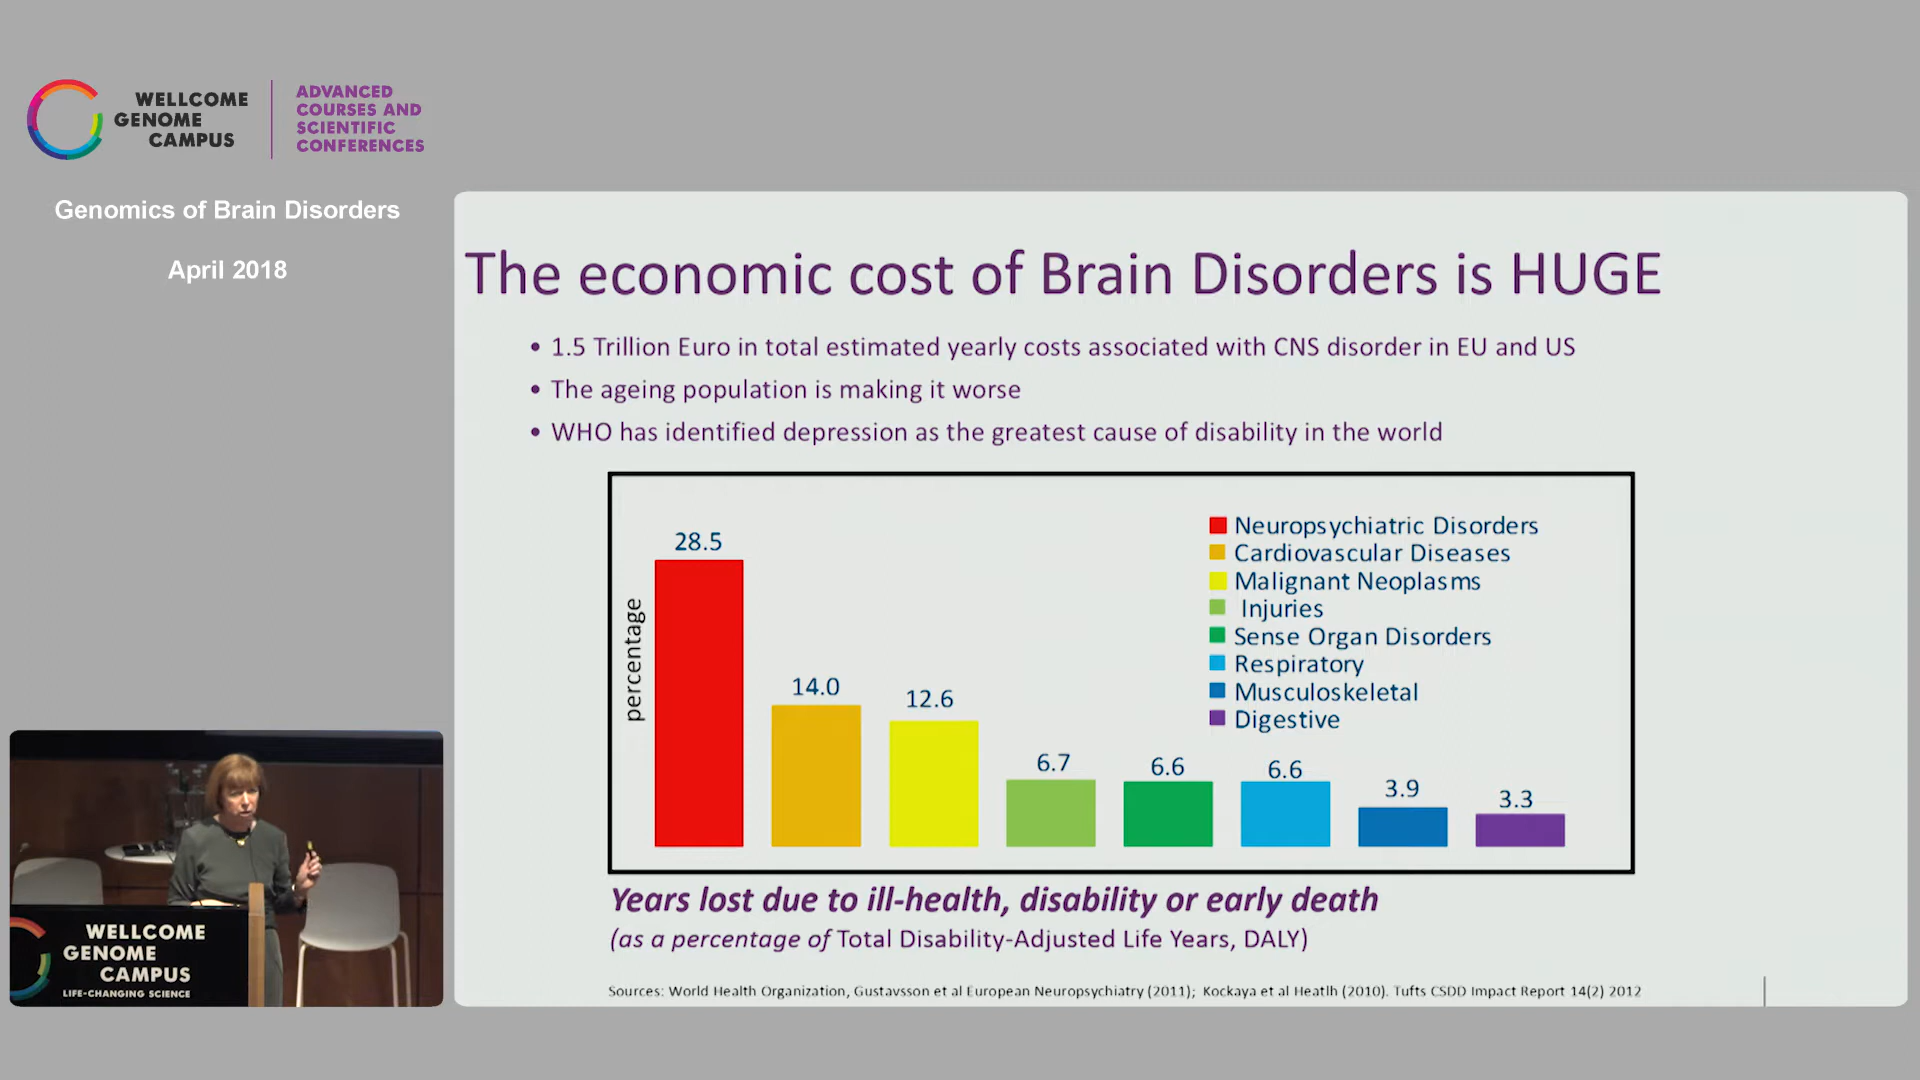 WELLCOME
GENOME
CAMPUS
ADVANCED
COURSES AND
SCIENTIFIC
CONFERENCES
Genomics of Brain Disorders
April 2018
The economic cost of Brain Disorders is HUGE
• 1.5 Trillion Euro in total estimated yearly costs associated with CNS disorder in EU and US
• The ageing population is making it worse
• WHO has identified depression as the greatest cause of disability in the world
percentage
28.5
14.0
12.6
6.7
6.6
6.6
3.9
3.3
Neuropsychiatric Disorders
Cardiovascular Diseases
Malignant Neoplasms
Injuries
Sense Organ Disorders
Respiratory
Musculoskeletal
Digestive
Years lost due to ill-health, disability or early death
(as a percentage of Total Disability-Adjusted Life Years, DALY)
Sources: World Health Organization, Gustavsson et al European Neuropsychiatry (2011); Kockaya et al Heatlh (2010). Tufts CSDD Impact Report 14(2) 2012
WELLCOME
GENOME
CAMPUS
LIFE-CHANGING SCIENCE